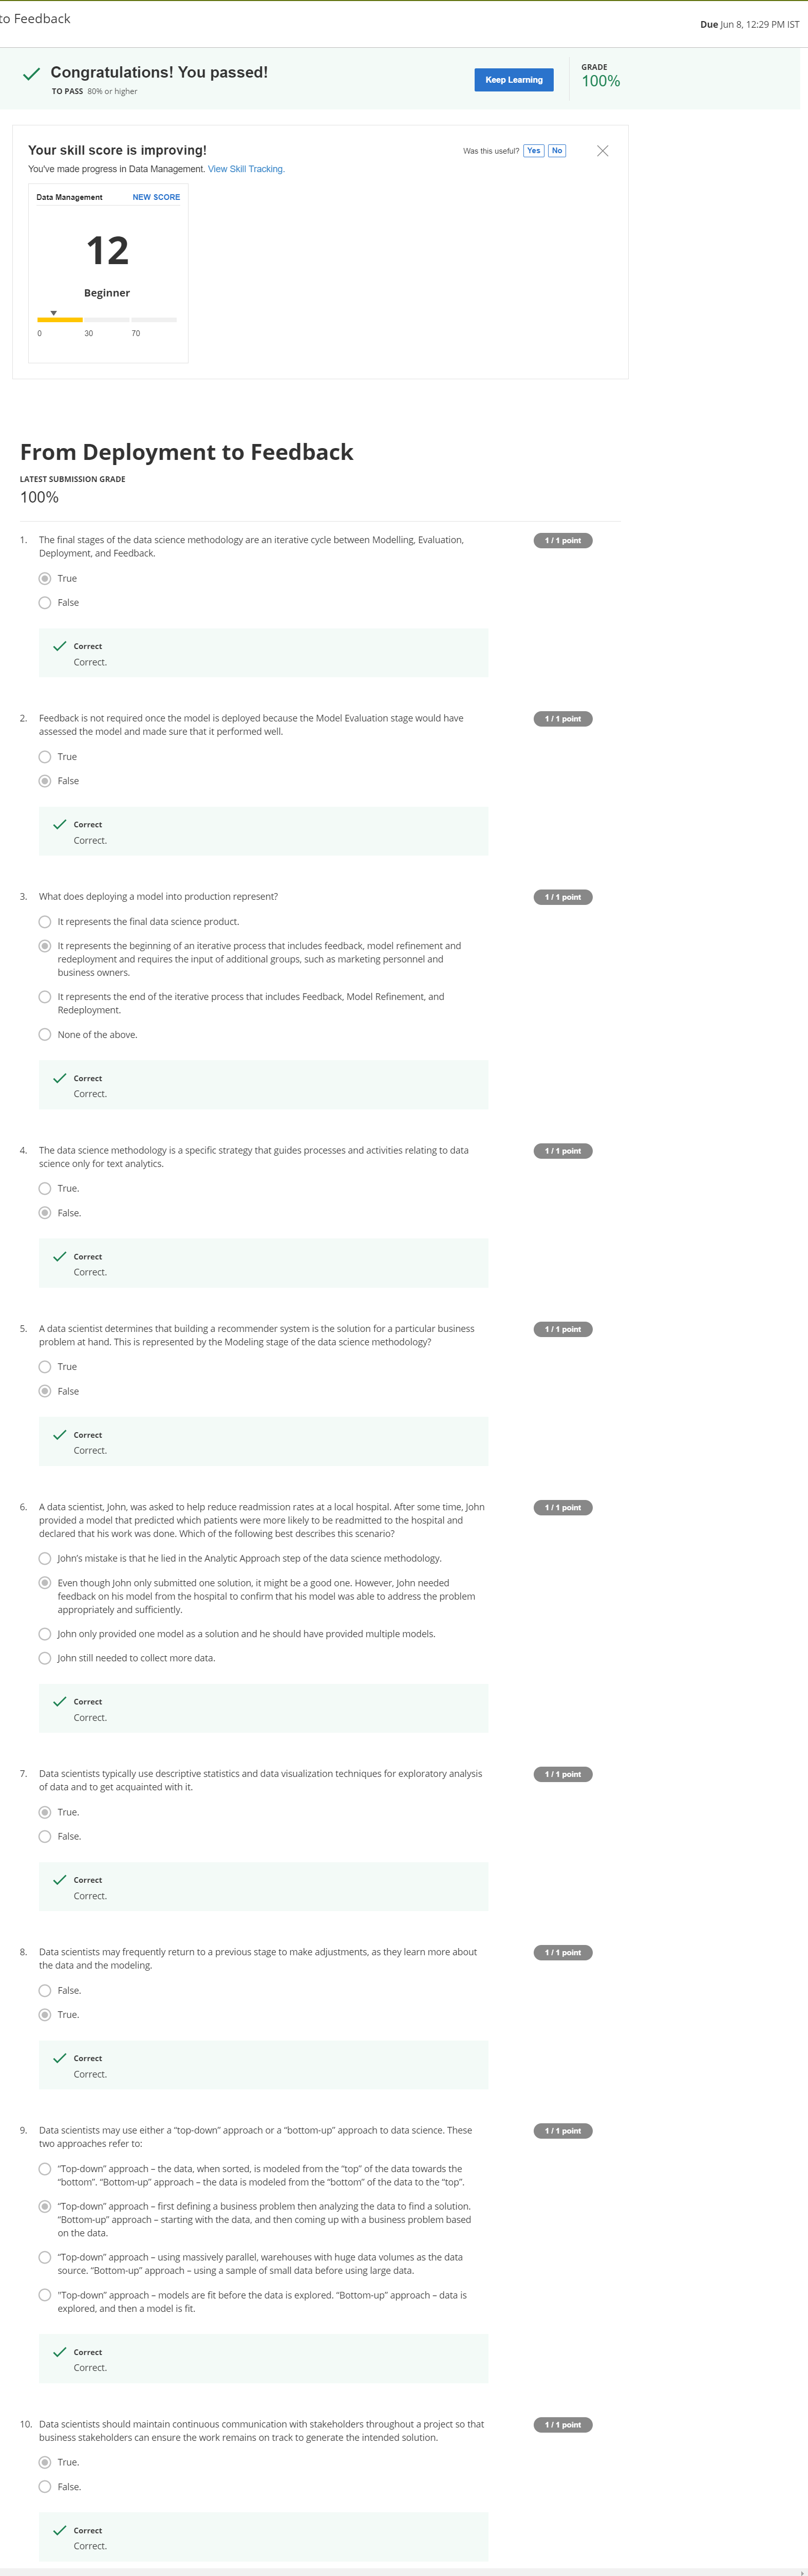 to Feedback
Due Jun 8, 12:29 PM IST
Congratulations! You passed!
TO PASS 80% or higher
Keep Learning
GRADE
100%
Your skill score is improving!
Was this useful? Yes No
You've made progress in Data Management. View Skill Tracking.
Data Management NEW SCORE
12
Beginner
0 30 70
From Deployment to Feedback
LATEST SUBMISSION GRADE
100%
1. The final stages of the data science methodology are an iterative cycle between Modelling, Evaluation,
Deployment, and Feedback.
1 / 1 point
True
False
Correct
Correct.
2. Feedback is not required once the model is deployed because the Model Evaluation stage would have
assessed the model and made sure that it performed well.
1 / 1 point
True
False
Correct
Correct.
3. What does deploying a model into production represent?
1 / 1 point
It represents the final data science product.
It represents the beginning of an iterative process that includes feedback, model refinement and
redeployment and requires the input of additional groups, such as marketing personnel and
business owners.
It represents the end of the iterative process that includes Feedback, Model Refinement, and
Redeployment.
None of the above.
Correct
Correct.
4. The data science methodology is a specific strategy that guides processes and activities relating to data
science only for text analytics.
1 / 1 point
True.
False.
Correct
Correct.
5. A data scientist determines that building a recommender system is the solution for a particular business
problem at hand. This is represented by the Modeling stage of the data science methodology?
1 / 1 point
True
False
Correct
Correct.
6. A data scientist, John, was asked to help reduce readmission rates at a local hospital. After some time, John
provided a model that predicted which patients were more likely to be readmitted to the hospital and
declared that his work was done. Which of the following best describes this scenario?
1 / 1 point
John's mistake is that he lied in the Analytic Approach step of the data science methodology.
Even though John only submitted one solution, it might be a good one. However, John needed
feedback on his model from the hospital to confirm that his model was able to address the problem
appropriately and sufficiently.
John only provided one model as a solution and he should have provided multiple models.
John still needed to collect more data.
Correct
Correct.
7. Data scientists typically use descriptive statistics and data visualization techniques for exploratory analysis
of data and to get acquainted with it.
1 / 1 point
True.
False.
Correct
Correct.
8. Data scientists may frequently return to a previous stage to make adjustments, as they learn more about
the data and the modeling.
1 / 1 point
False.
True.
Correct
Correct.
9. Data scientists may use either a “top-down” approach or a “bottom-up” approach to data science. These
two approaches refer to:
1 / 1 point
“Top-down” approach – the data, when sorted, is modeled from the “top” of the data towards the
“bottom”. “Bottom-up” approach – the data is modeled from the “bottom” of the data to the “top”.
“Top-down” approach – first defining a business problem then analyzing the data to find a solution.
“Bottom-up” approach – starting with the data, and then coming up with a business problem based
on the data.
“Top-down” approach – using massively parallel, warehouses with huge data volumes as the data
source. “Bottom-up” approach – using a sample of small data before using large data.
"Top-down” approach – models are fit before the data is explored. “Bottom-up” approach – data is
explored, and then a model is fit.
Correct
Correct.
10. Data scientists should maintain continuous communication with stakeholders throughout a project so that
business stakeholders can ensure the work remains on track to generate the intended solution.
1 / 1 point
True.
False.
Correct
Correct.